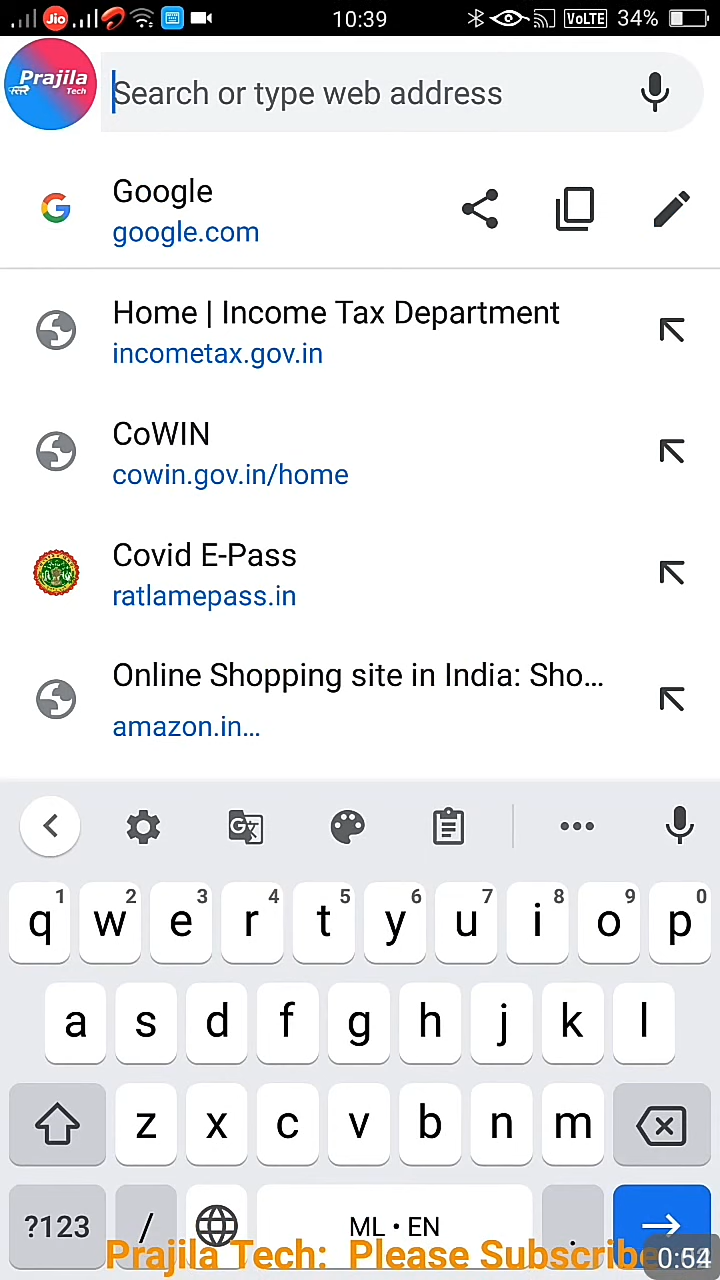 Jio 10:39 VoLTE 34%
Prajila
Tech
Search or type web address
Google
google.com
Home | Income Tax Department
incometax.gov.in
CoWIN
cowin.gov.in/home
Covid E-Pass
ratlamepass.in
Online Shopping site in India: Sho...
amazon.in...
1 2 3 4 5 6 7 8 9 0
q w e r t y u i o p
a s d f g h j k l
z x c v b n m
?123 / ML • EN .
Prajila Tech: Please Subscribe
0:54